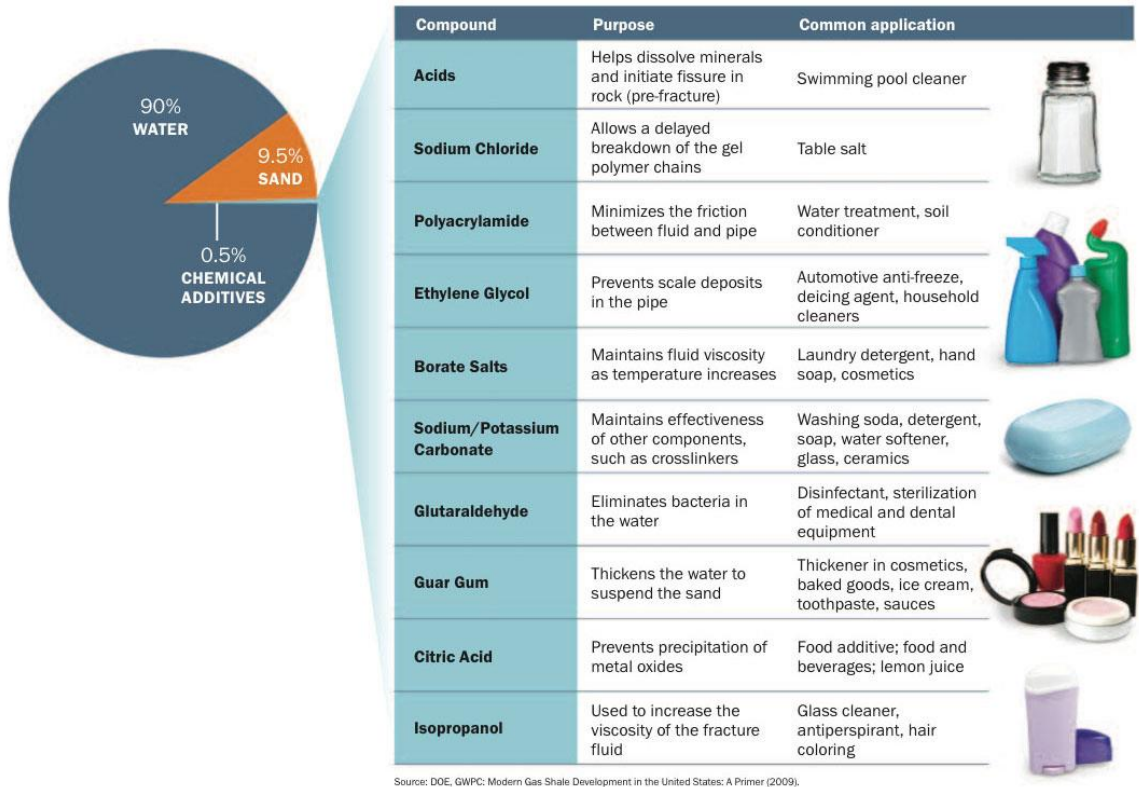 90%
WATER
9.5%
SAND
0.5%
CHEMICAL
ADDITIVES
Compound Purpose Common application
Acids
Helps dissolve minerals
and initiate fissure in
rock (pre-fracture)
Swimming pool cleaner
Sodium Chloride
Allows a delayed
breakdown of the gel
polymer chains
Table salt
Polyacrylamide
Minimizes the friction
between fluid and pipe
Water treatment, soil
conditioner
Ethylene Glycol
Prevents scale deposits
in the pipe
Automotive anti-freeze,
deicing agent, household
cleaners
Borate Salts
Maintains fluid viscosity
as temperature increases
Laundry detergent, hand
soap, cosmetics
Sodium/Potassium
Carbonate
Maintains effectiveness
of other components,
such as crosslinkers
Washing soda, detergent,
soap, water softener,
glass, ceramics
Glutaraldehyde
Eliminates bacteria in
the water
Disinfectant, sterilization
of medical and dental
equipment
Guar Gum
Thickens the water to
suspend the sand
Thickener in cosmetics,
baked goods, ice cream,
toothpaste, sauces
Citric Acid
Prevents precipitation of
metal oxides
Food additive; food and
beverages; lemon juice
Isopropanol
Used to increase the
viscosity of the fracture
fluid
Glass cleaner,
antiperspirant, hair
coloring
Source: DOE, GWPC: Modern Gas Shale Development in the United States: A Primer (2009).